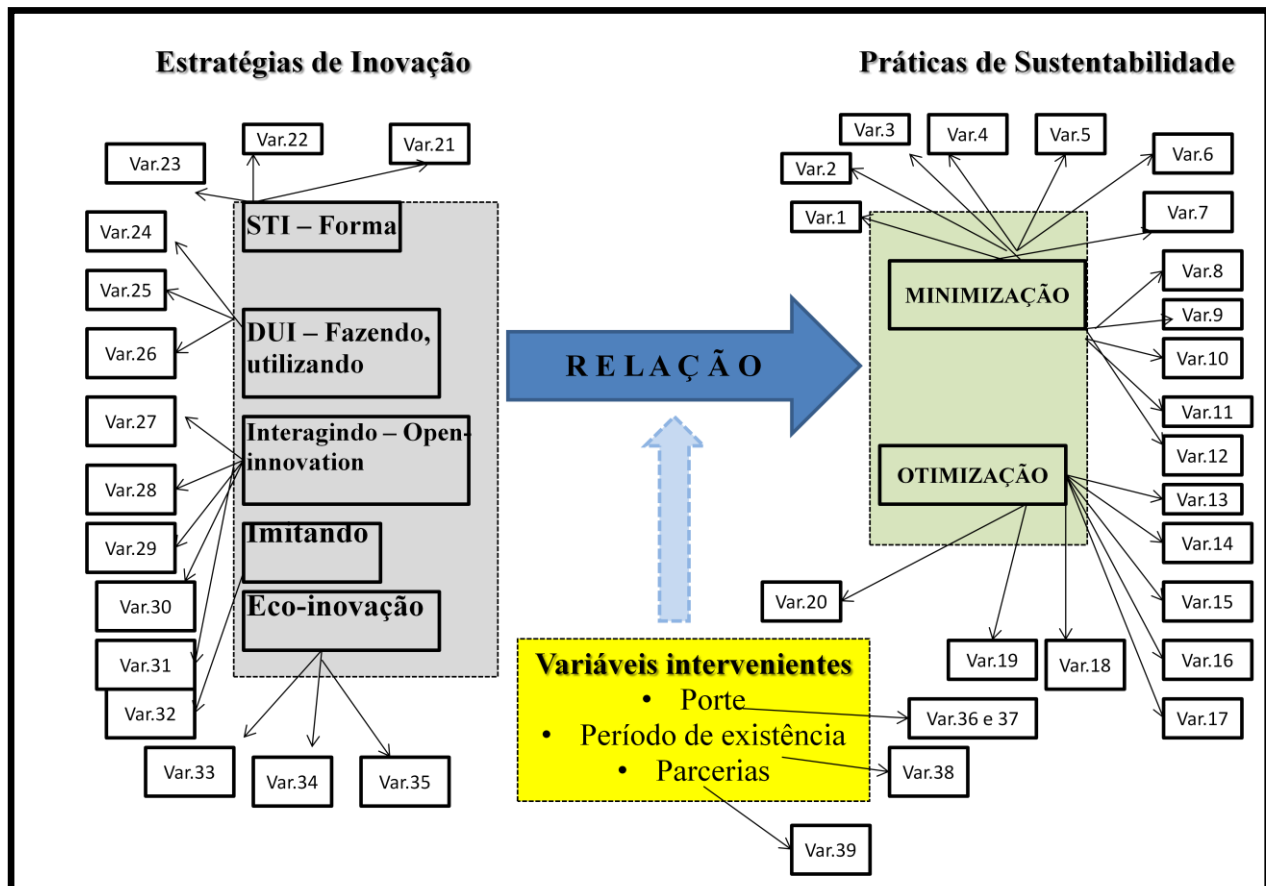 Estratégias de Inovação
Práticas de Sustentabilidade
Var.23
Var.22
Var.21
Var.24
Var.25
Var.26
Var.27
Var.28
Var.29
Var.30
Var.31
Var.32
Var.33
Var.34
Var.35
STI – Forma
DUI – Fazendo,
utilizando
Interagindo – Open-
innovation
Imitando
Eco-inovação
R E L A Ç Ã O
Variáveis intervenientes
• Porte
• Período de existência
• Parcerias
Var.36 e 37
Var.38
Var.39
Var.1
Var.2
Var.3
Var.4
Var.5
Var.6
Var.7
MINIMIZAÇÃO
Var.8
Var.9
Var.10
Var.11
Var.12
OTIMIZAÇÃO
Var.13
Var.14
Var.15
Var.16
Var.17
Var.18
Var.19
Var.20